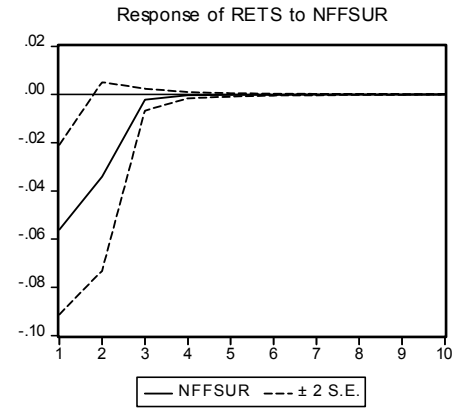 Response of RETS to NFFSUR
.02
.00
-.02
-.04
-.06
-.08
-.10
1 2 3 4 5 6 7 8 9 10
NFFSUR ± 2 S.E.